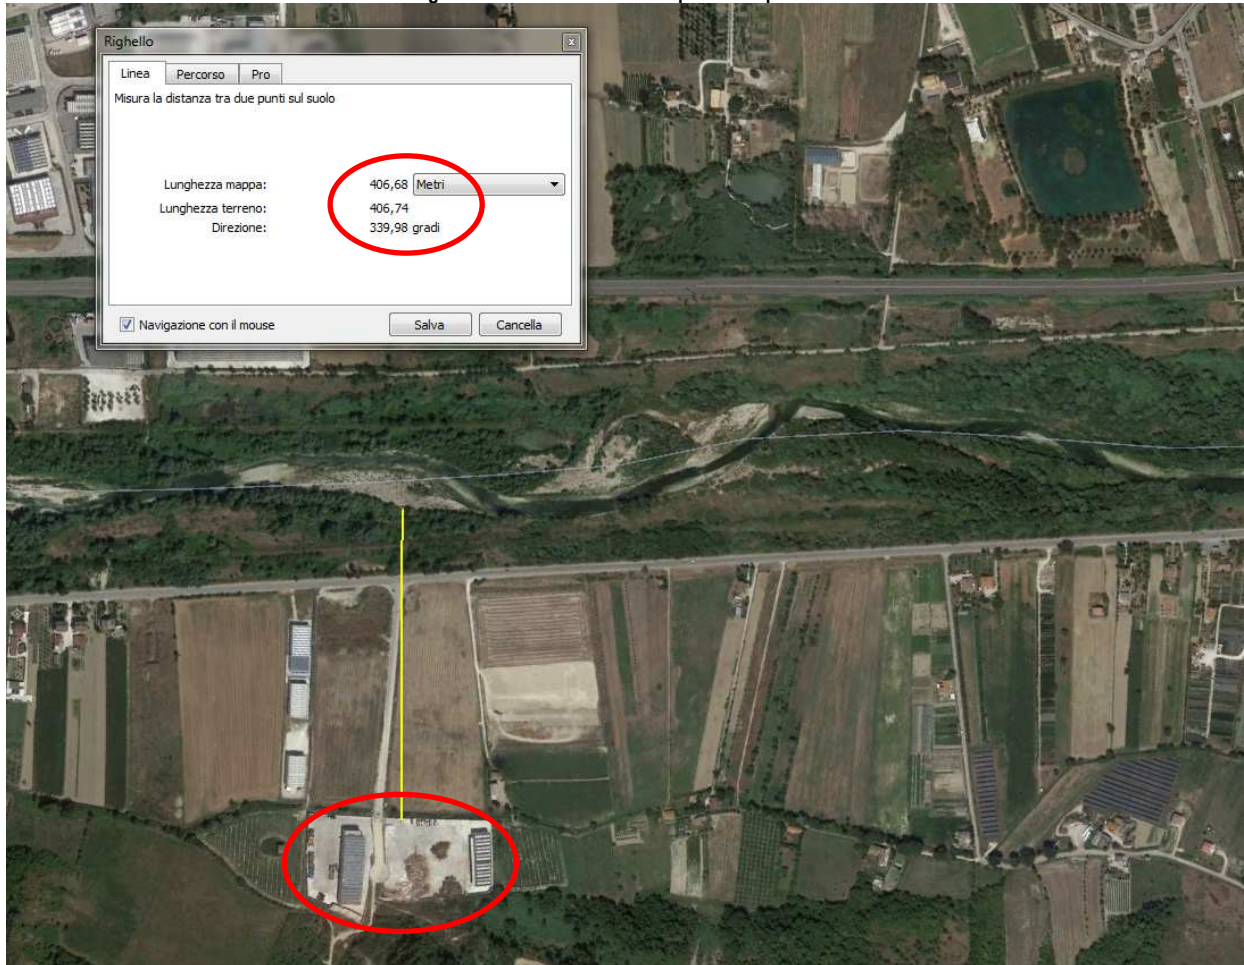 Righello
x
Linea Percorso Pro
Misura la distanza tra due punti sul suolo
Lunghezza mappa: 406,68 Metri
Lunghezza terreno: 406,74
Direzione: 339,98 gradi
Navigazione con il mouse Salva Cancella